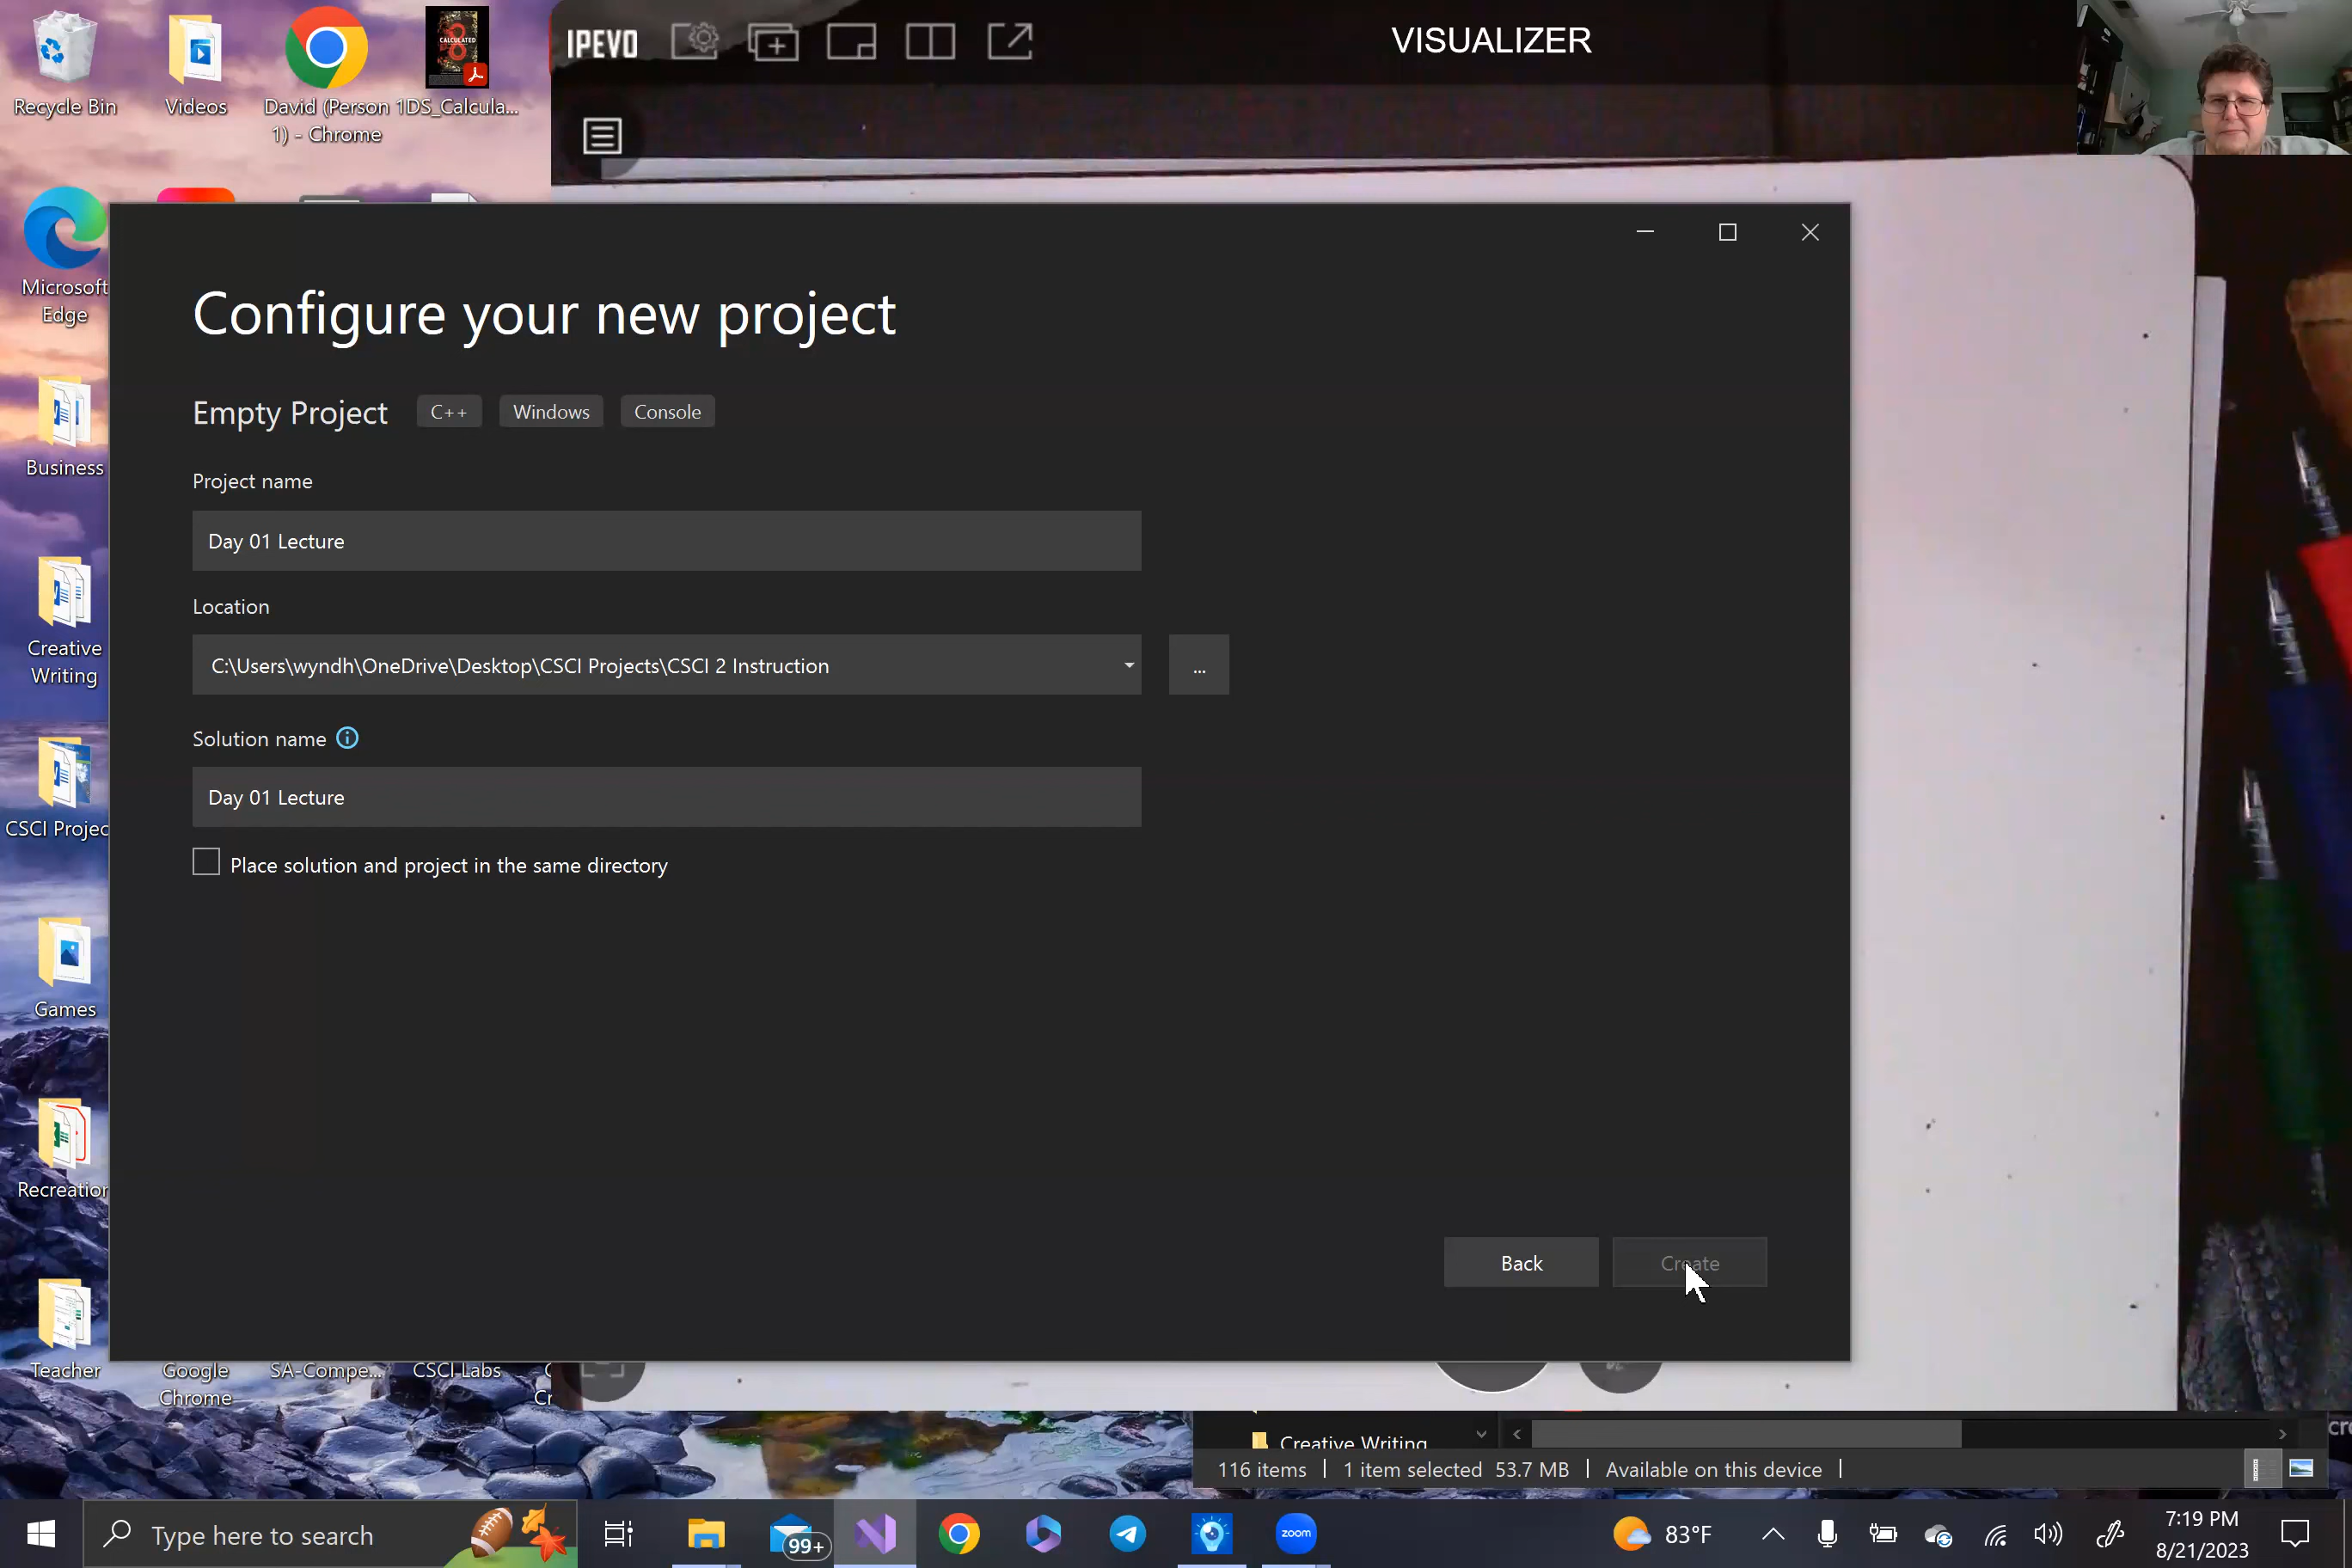 IPEVO
VISUALIZER
Recycle Bin
Videos
David (Person 1) - Chrome
1DS_Calcula...
CALCULATED
Microsoft
Edge
Business
Creative
Writing
CSCI Projec
Games
Recreation
Teacher
Google
Chrome
SA-Compe...
CSCI Labs
Configure your new project
Empty Project
C++
Windows
Console
Project name
Day 01 Lecture
Location
C:\Users\wyndh\OneDrive\Desktop\CSCI Projects\CSCI 2 Instruction
...
Solution name
Day 01 Lecture
Place solution and project in the same directory
Back
Create
Creative Writing
116 items
1 item selected 53.7 MB
Available on this device
Type here to search
99+
zoom
83°F
7:19 PM
8/21/2023